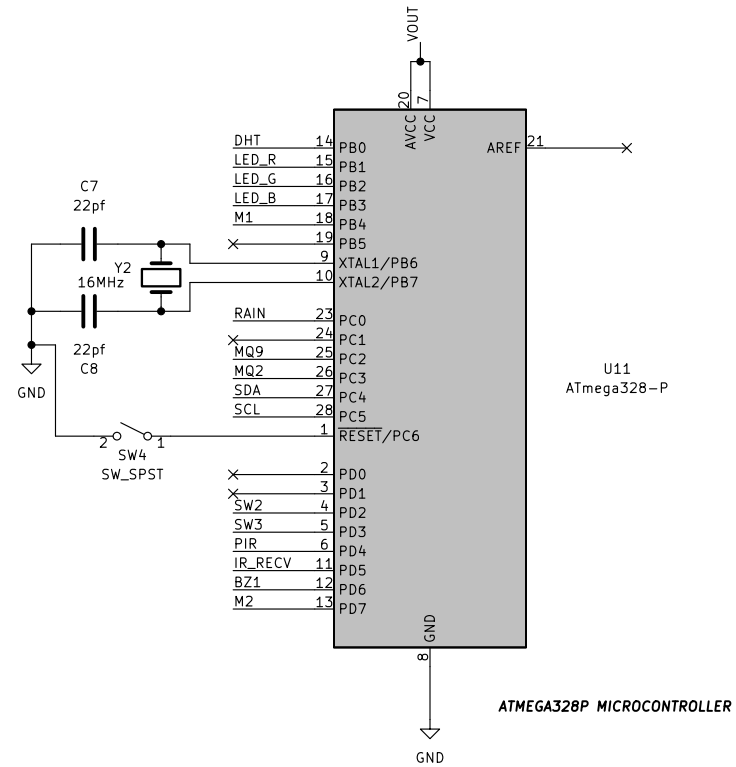 VOUT
20
7
AVCC
VCC
DHT 14 PB0
AREF 21
LED_R 15 PB1
LED_G 16 PB2
LED_B 17 PB3
M1 18 PB4
19 PB5
C7
22pf
9 XTAL1/PB6
Y2
16MHz
10 XTAL2/PB7
22pf
C8
GND
RAIN 23 PC0
24 PC1
MQ9 25 PC2
MQ2 26 PC3
SDA 27 PC4
SCL 28 PC5
1 RESET/PC6
2 1
SW4
SW_SPST
U11
ATmega328-P
2 PD0
3 PD1
SW2 4 PD2
SW3 5 PD3
PIR 6 PD4
IR_RECV 11 PD5
BZ1 12 PD6
M2 13 PD7
GND
8
ATMEGA328P MICROCONTROLLER
GND